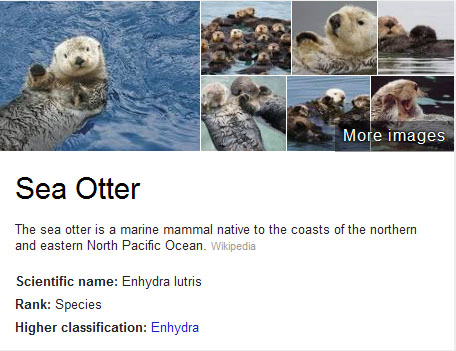 More images
Sea Otter
The sea otter is a marine mammal native to the coasts of the northern
and eastern North Pacific Ocean. Wikipedia
Scientific name: Enhydra lutris
Rank: Species
Higher classification: Enhydra